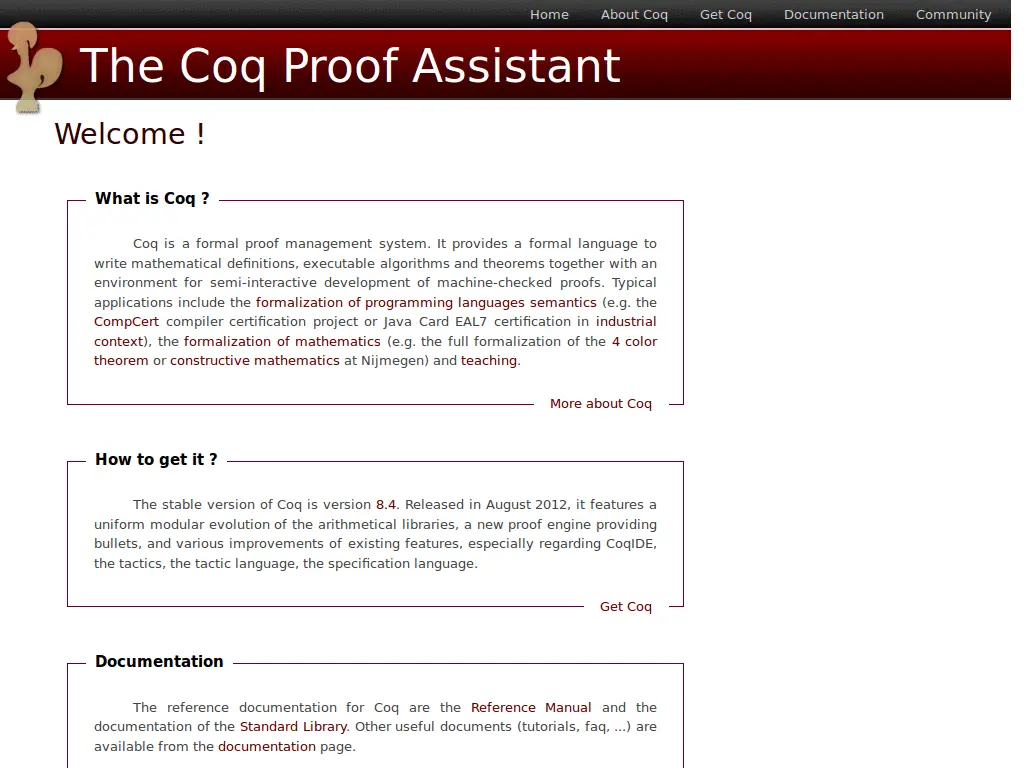 Home About Coq Get Coq Documentation Community
The Coq Proof Assistant
Welcome !
What is Coq ?
Coq is a formal proof management system. It provides a formal language to
write mathematical definitions, executable algorithms and theorems together with an
environment for semi-interactive development of machine-checked proofs. Typical
applications include the formalization of programming languages semantics (e.g. the
CompCert compiler certification project or Java Card EAL7 certification in industrial
context), the formalization of mathematics (e.g. the full formalization of the 4 color
theorem or constructive mathematics at Nijmegen) and teaching.
More about Coq
How to get it ?
The stable version of Coq is version 8.4. Released in August 2012, it features a
uniform modular evolution of the arithmetical libraries, a new proof engine providing
bullets, and various improvements of existing features, especially regarding CoqIDE,
the tactics, the tactic language, the specification language.
Get Coq
Documentation
The reference documentation for Coq are the Reference Manual and the
documentation of the Standard Library. Other useful documents (tutorials, faq, ...) are
available from the documentation page.